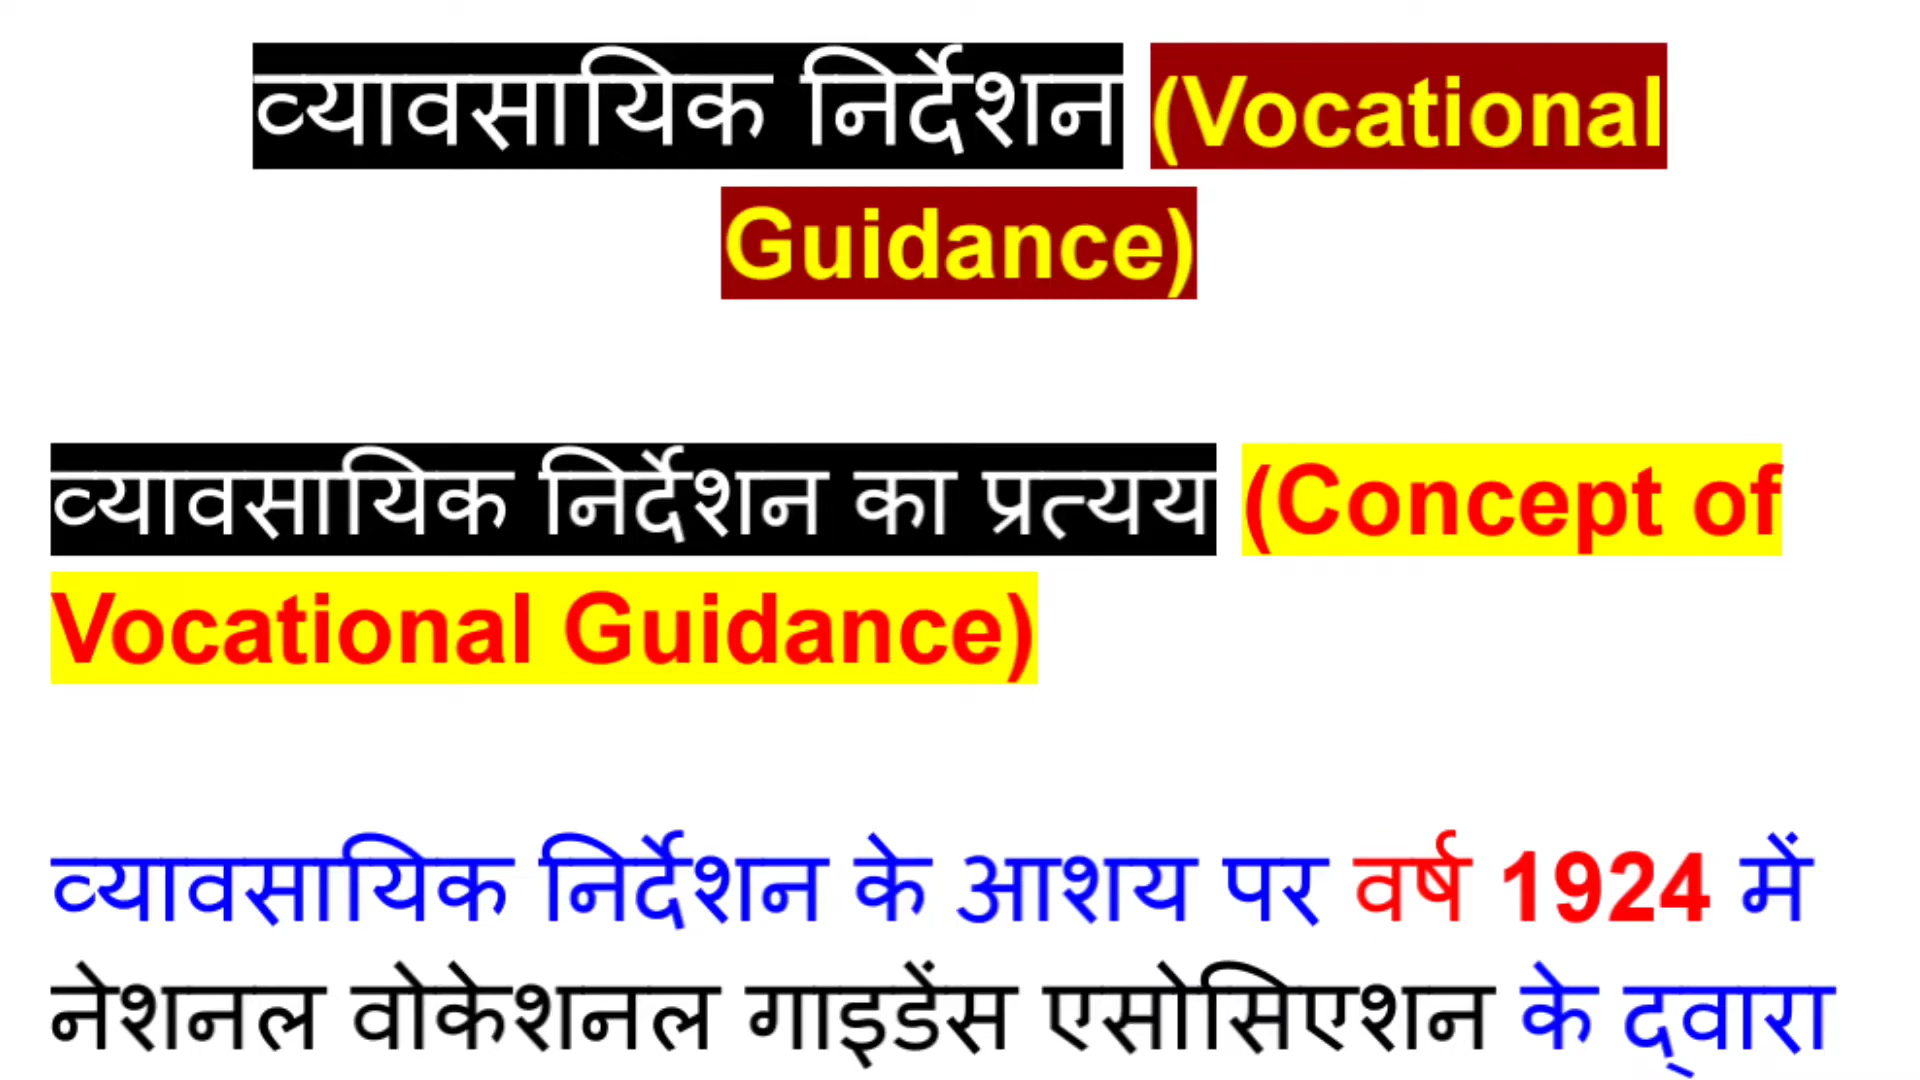 व्यावसायिक निर्देशन (Vocational
Guidance)
व्यावसायिक निर्देशन का प्रत्यय (Concept of
Vocational Guidance)
व्यावसायिक निर्देशन के आशय पर वर्ष 1924 में
नेशनल वोकेशनल गाइडेंस एसोसिएशन के द्वारा